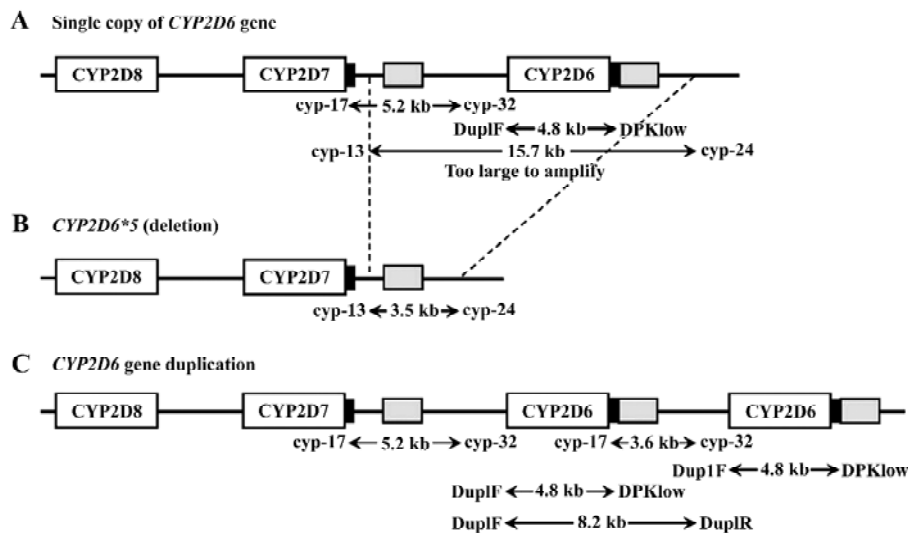 A Single copy of CYP2D6 gene
CYP2D8 CYP2D7 CYP2D6
cyp-17 5.2 kb cyp-32
DuplF 4.8 kb DPKlow
cyp-13 15.7 kb cyp-24
Too large to amplify
B CYP2D6*5 (deletion)
CYP2D8 CYP2D7
cyp-13 3.5 kb cyp-24
C CYP2D6 gene duplication
CYP2D8 CYP2D7 CYP2D6 CYP2D6
cyp-17 5.2 kb cyp-32 cyp-17 3.6 kb cyp-32
Dup1F 4.8 kb DPKlow
DuplF 4.8 kb DPKlow
DuplF 8.2 kb DuplR